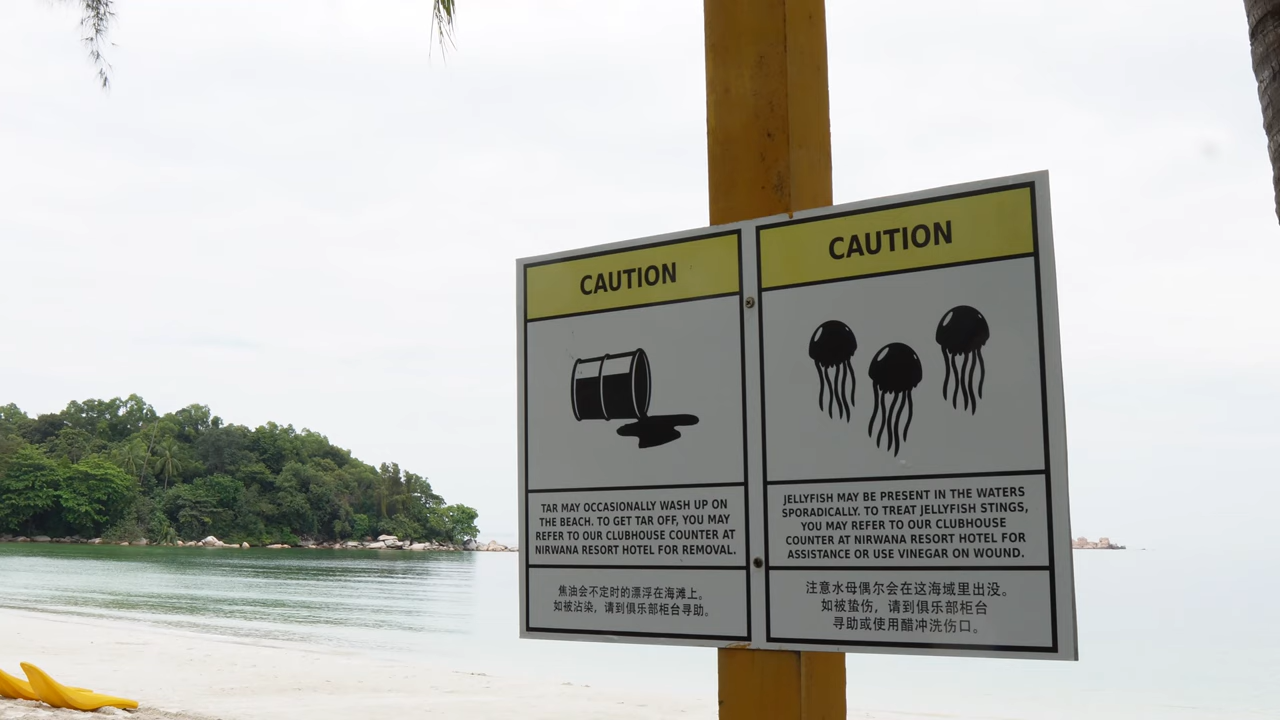 CAUTION
TAR MAY OCCASIONALLY WASH UP ON
THE BEACH. TO GET TAR OFF, YOU MAY
REFER TO OUR CLUBHOUSE COUNTER AT
NIRWANA RESORT HOTEL FOR REMOVAL.
焦油会不定时的漂浮在海滩上。
如被沾染，请到俱乐部柜台寻助。
CAUTION
JELLYFISH MAY BE PRESENT IN THE WATERS
SPORADICALLY. TO TREAT JELLYFISH STINGS,
YOU MAY REFER TO OUR CLUBHOUSE
COUNTER AT NIRWANA RESORT HOTEL FOR
ASSISTANCE OR USE VINEGAR ON WOUND.
注意水母偶尔会在这海域里出没。
如被蛰伤，请到俱乐部柜台
寻助或使用醋冲洗伤口。